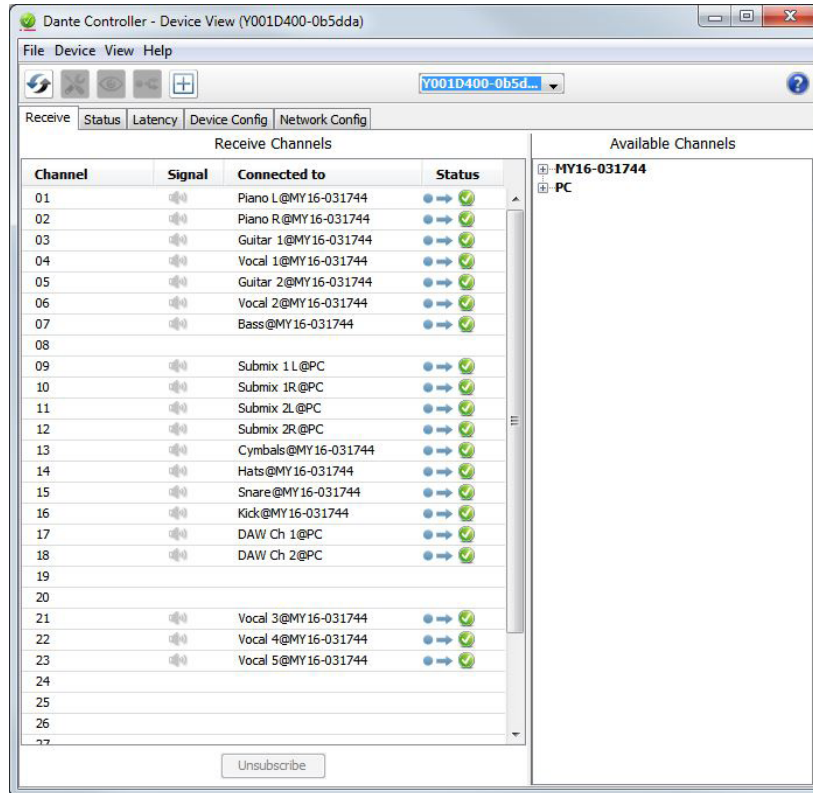 Dante Controller - Device View (Y001D400-0b5dda)
File Device View Help
Y001D400-0b5d...
Receive Status Latency Device Config Network Config
Receive Channels
Available Channels
Channel Signal Connected to Status
MY16-031744
PC
01 Piano L@MY16-031744
02 Piano R@MY16-031744
03 Guitar 1@MY16-031744
04 Vocal 1@MY16-031744
05 Guitar 2@MY16-031744
06 Vocal 2@MY16-031744
07 Bass@MY16-031744
08
09 Submix 1L@PC
10 Submix 1R@PC
11 Submix 2L@PC
12 Submix 2R@PC
13 Cymbals@MY16-031744
14 Hats@MY16-031744
15 Snare@MY16-031744
16 Kick@MY16-031744
17 DAW Ch 1@PC
18 DAW Ch 2@PC
19
20
21 Vocal 3@MY16-031744
22 Vocal 4@MY16-031744
23 Vocal 5@MY16-031744
24
25
26
27
Unsubscribe